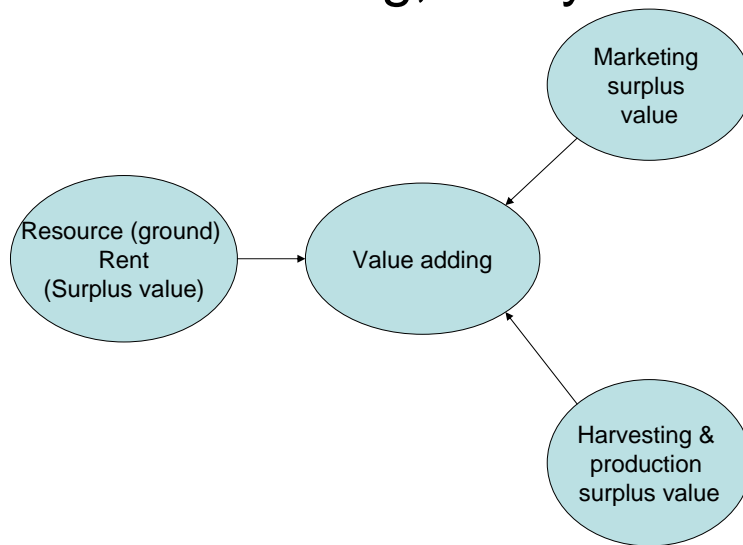 Marketing
surplus
value
Resource (ground)
Rent
(Surplus value)
Value adding
Harvesting &
production
surplus value